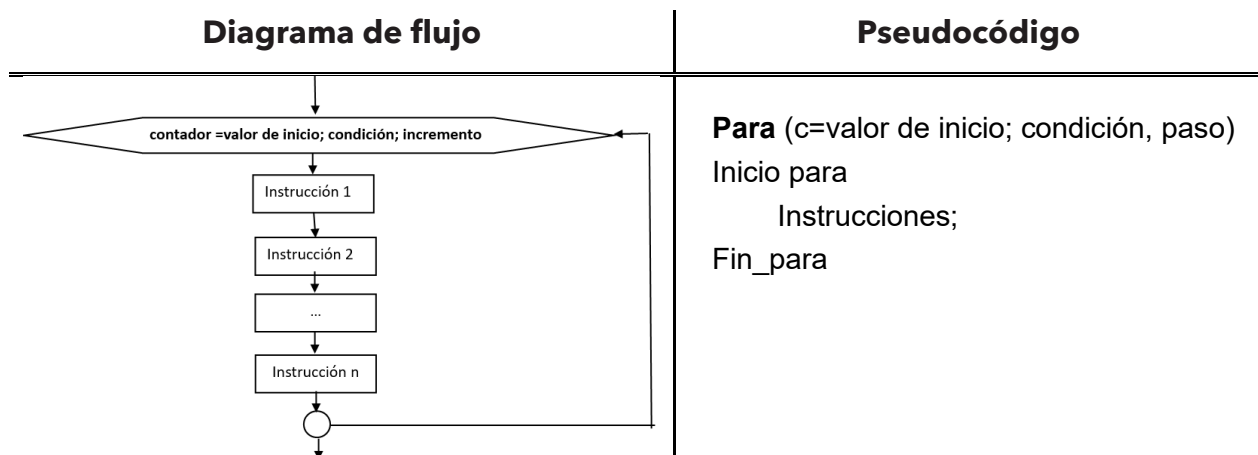 Diagrama de flujo
contador =valor de inicio; condición; incremento
Instrucción 1
Instrucción 2
...
Instrucción n
Pseudocódigo
Para (c=valor de inicio; condición, paso)
Inicio para
Instrucciones;
Fin_para